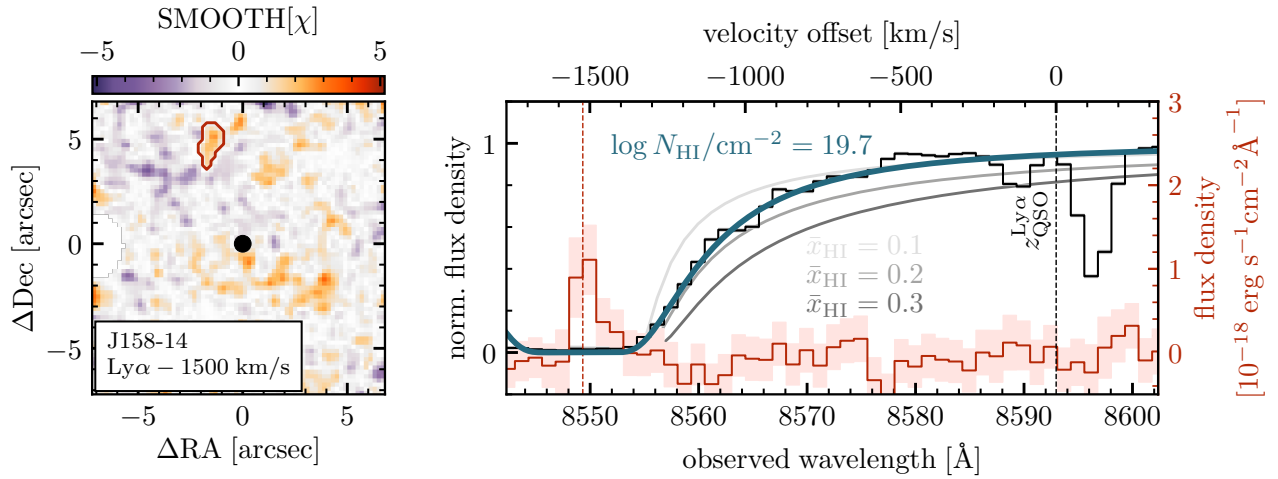 SMOOTH[χ]
−5 0 5
5
0
−5
ΔDec [arcsec]
J158-14
Lyα − 1500 km/s
−5 0 5
ΔRA [arcsec]
velocity offset [km/s]
−1500 −1000 −500 0
norm. flux density
1
0
log N_HI/cm⁻² = 19.7
x̄_HI = 0.1
x̄_HI = 0.2
x̄_HI = 0.3
z_QSO^Lyα
3
2
1
0
flux density
[10⁻¹⁸ erg s⁻¹cm⁻²Å⁻¹]
8550 8560 8570 8580 8590 8600
observed wavelength [Å]